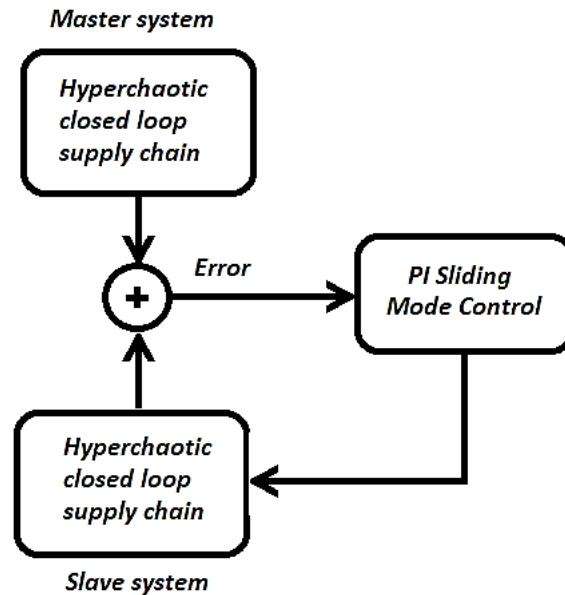 Master system
Hyperchaotic
closed loop
supply chain
+
Error
PI Sliding
Mode Control
Hyperchaotic
closed loop
supply chain
Slave system